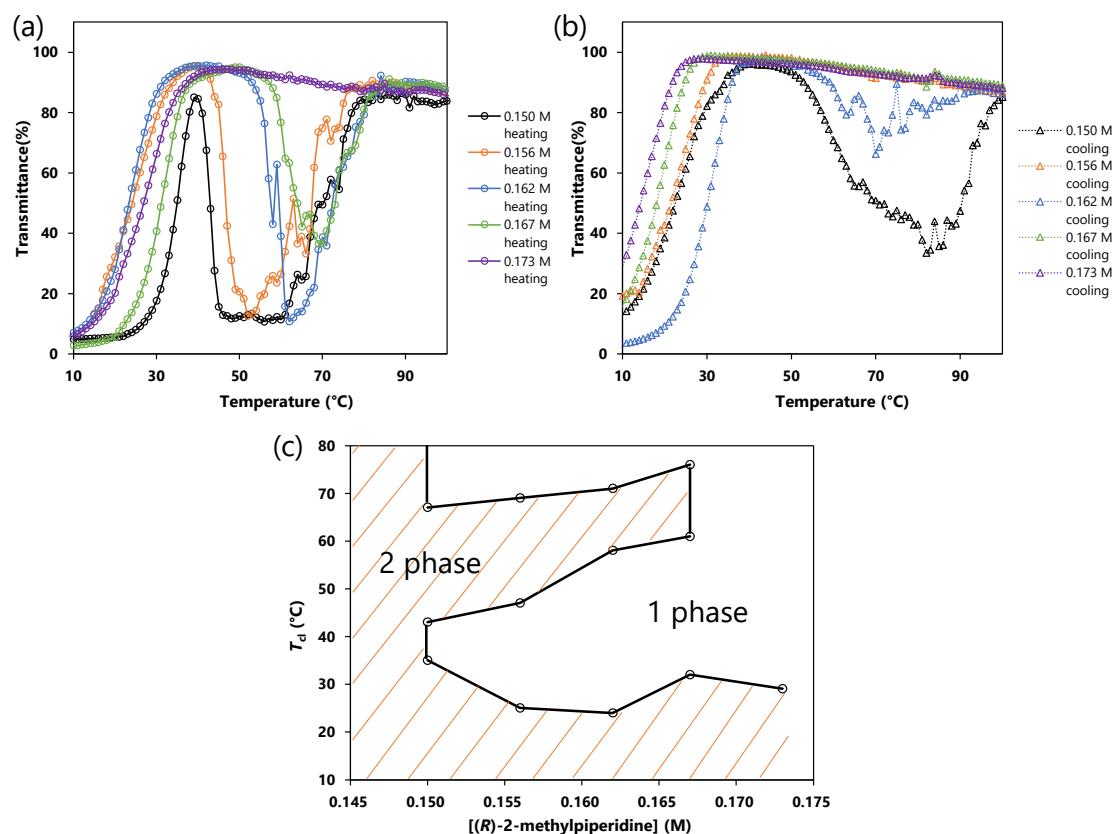 (a)
Transmittance(%)
120
100
80
60
40
20
0
10
30
50
70
90
Temperature (°C)
0.150 M
heating
0.156 M
heating
0.162 M
heating
0.167 M
heating
0.173 M
heating
(b)
Transmittance(%)
120
100
80
60
40
20
0
10
30
50
70
90
Temperature (°C)
0.150 M
cooling
0.156 M
cooling
0.162 M
cooling
0.167 M
cooling
0.173 M
cooling
(c)
T_cl (°C)
80
70
60
50
40
30
20
10
2 phase
1 phase
0.145
0.150
0.155
0.160
0.165
0.170
0.175
[(R)-2-methylpiperidine] (M)